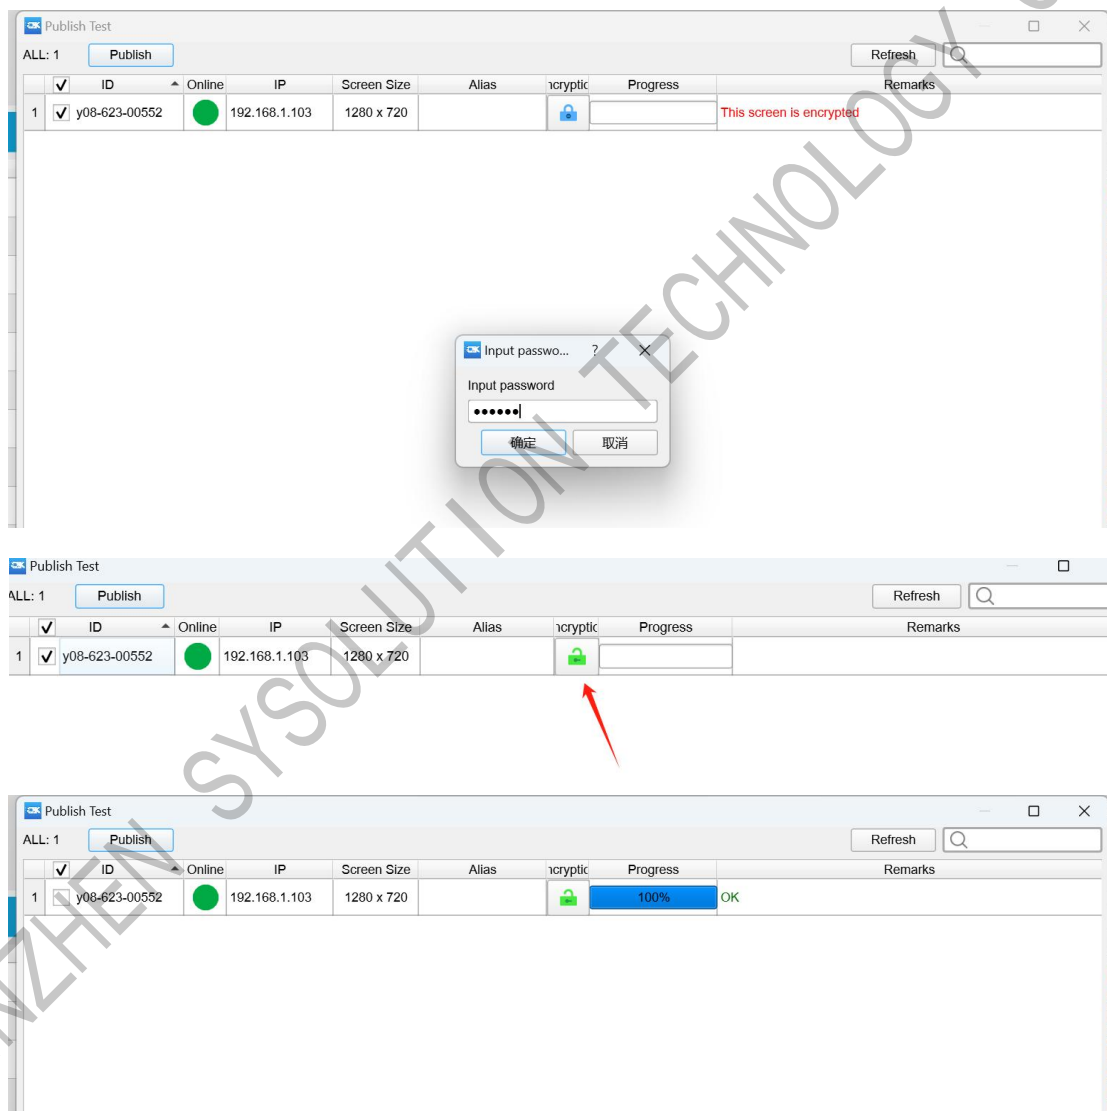 Publish Test
ALL: 1 Publish Refresh
ID Online IP Screen Size Alias ncryptic Progress Remarks
1 y08-623-00552 192.168.1.103 1280 x 720 This screen is encrypted
Input passwo... ?
Input password
••••••
确定 取消
Publish Test
ALL: 1 Publish Refresh
ID Online IP Screen Size Alias ncryptic Progress Remarks
1 y08-623-00552 192.168.1.103 1280 x 720
Publish Test
ALL: 1 Publish Refresh
ID Online IP Screen Size Alias ncryptic Progress Remarks
1 y08-623-00552 192.168.1.103 1280 x 720 100% OK
NZHEN SYSOLUTION TECHNOLOGY